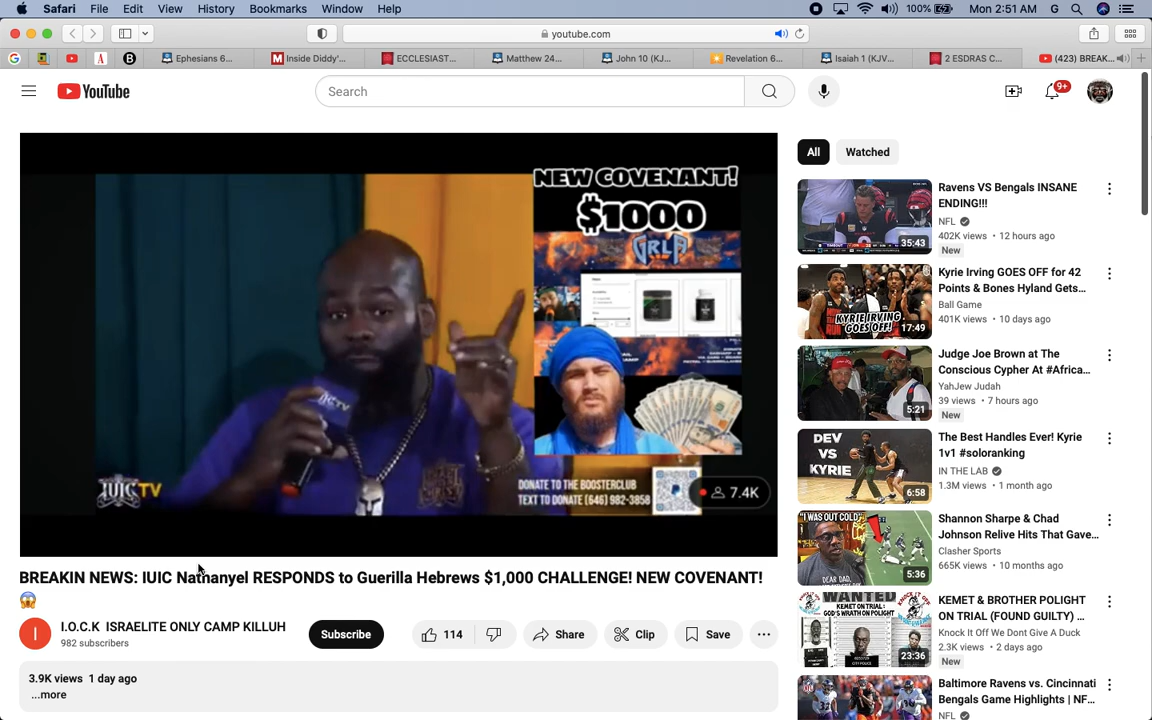 Safari File Edit View History Bookmarks Window Help 100% Mon 2:51 AM G
youtube.com
Ephesians 6... Inside Diddy'... ECCLESIAST... Matthew 24... John 10 (KJ... Revelation 6... Isaiah 1 (KJV... 2 ESDRAS C... (423) BREAK...
YouTube
Search
9+
NEW COVENANT!
$1000
GRLA
IUICTV
IUIC TV
DONATE TO THE BOOSTERCLUB
TEXT TO DONATE (646) 982-3858
7.4K
BREAKIN NEWS: IUIC Nathanyel RESPONDS to Guerilla Hebrews $1,000 CHALLENGE! NEW COVENANT!
I.O.C.K ISRAELITE ONLY CAMP KILLUH
982 subscribers
Subscribe
114
Share
Clip
Save
3.9K views 1 day ago
...more
All
Watched
35:43
Ravens VS Bengals INSANE
ENDING!!!
NFL
402K views • 12 hours ago
New
KYRIE IRVING
GOES OFF!
17:49
Kyrie Irving GOES OFF for 42
Points & Bones Hyland Gets...
Ball Game
401K views • 10 days ago
5:21
Judge Joe Brown at The
Conscious Cypher At #Africa...
YahJew Judah
39 views • 7 hours ago
New
DEV
VS
KYRIE
6:58
The Best Handles Ever! Kyrie
1v1 #soloranking
IN THE LAB
1.3M views • 1 month ago
"I WAS OUT COLD"
DEAR DAD,
5:36
Shannon Sharpe & Chad
Johnson Relive Hits That Gave...
Clasher Sports
665K views • 10 months ago
WANTED
KEMET ON TRIAL:
GOD'S WRATH ON POLIGHT
23:36
KEMET & BROTHER POLIGHT
ON TRIAL (FOUND GUILTY) ...
Knock It Off We Dont Give A Duck
2.3K views • 2 days ago
New
Baltimore Ravens vs. Cincinnati
Bengals Game Highlights | NF...
NFL